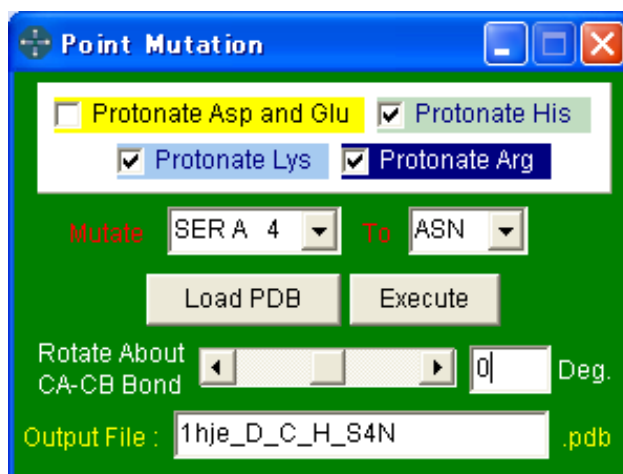 Point Mutation
Protonate Asp and Glu Protonate His
Protonate Lys Protonate Arg
Mutate SER A 4 To ASN
Load PDB Execute
Rotate About
CA-CB Bond 0 Deg.
Output File : 1hje_D_C_H_S4N .pdb